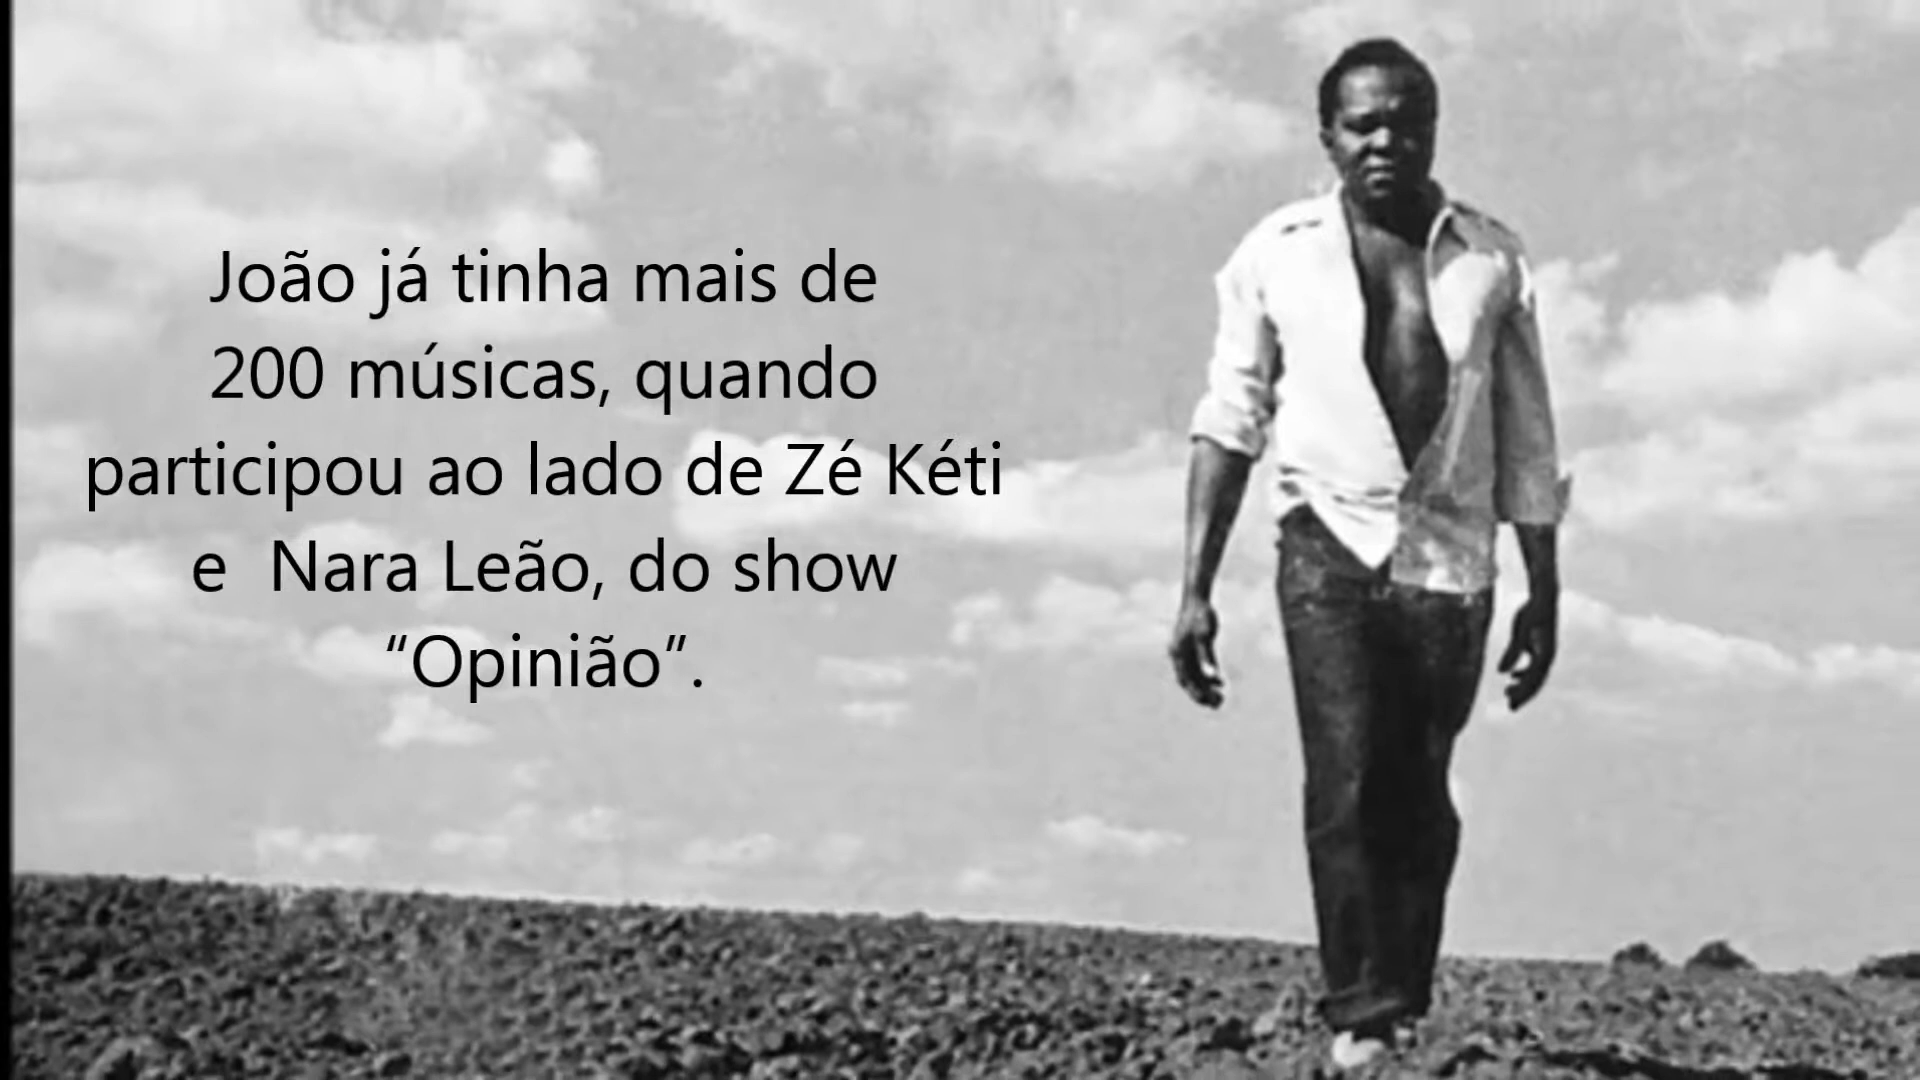 João já tinha mais de
200 músicas, quando
participou ao lado de Zé Kéti
e  Nara Leão, do show
“Opinião”.